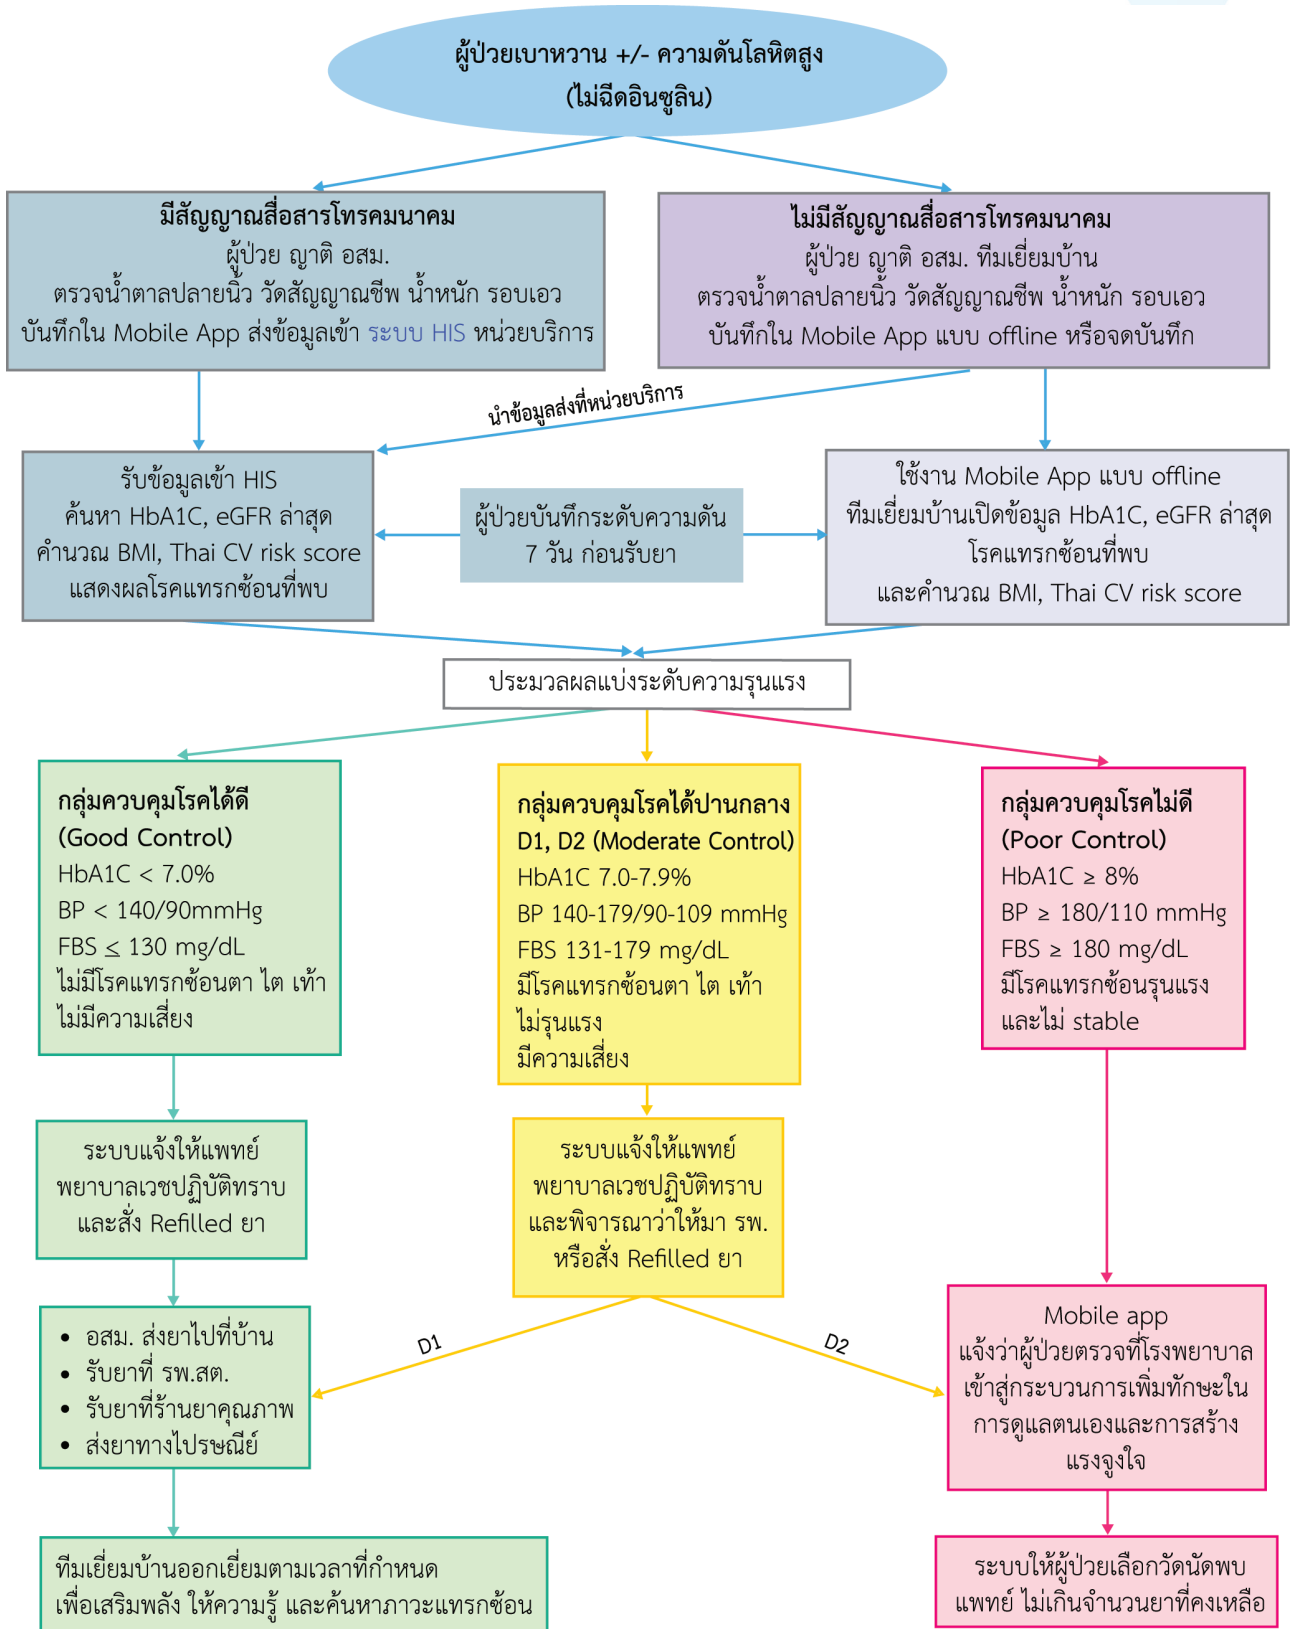 ผู้ป่วยเบาหวาน +/- ความดันโลหิตสูง
(ไม่ฉีดอินซูลิน)
มีสัญญาณสื่อสารโทรคมนาคม
ผู้ป่วย ญาติ อสม.
ตรวจน้ำตาลปลายนิ้ว วัดสัญญาณชีพ น้ำหนัก รอบเอว
บันทึกใน Mobile App ส่งข้อมูลเข้า ระบบ HIS หน่วยบริการ
ไม่มีสัญญาณสื่อสารโทรคมนาคม
ผู้ป่วย ญาติ อสม. ทีมเยี่ยมบ้าน
ตรวจน้ำตาลปลายนิ้ว วัดสัญญาณชีพ น้ำหนัก รอบเอว
บันทึกใน Mobile App แบบ offline หรือจดบันทึก
นำข้อมูลส่งที่หน่วยบริการ
รับข้อมูลเข้า HIS
ค้นหา HbA1C, eGFR ล่าสุด
คำนวณ BMI, Thai CV risk score
แสดงผลโรคแทรกซ้อนที่พบ
ผู้ป่วยบันทึกระดับความดัน
7 วัน ก่อนรับยา
ใช้งาน Mobile App แบบ offline
ทีมเยี่ยมบ้านเปิดข้อมูล HbA1C, eGFR ล่าสุด
โรคแทรกซ้อนที่พบ
และคำนวณ BMI, Thai CV risk score
ประมวลผลแบ่งระดับความรุนแรง
กลุ่มควบคุมโรคได้ดี
(Good Control)
HbA1C < 7.0%
BP < 140/90mmHg
FBS ≤ 130 mg/dL
ไม่มีโรคแทรกซ้อนตา ไต เท้า
ไม่มีความเสี่ยง
กลุ่มควบคุมโรคได้ปานกลาง
D1, D2 (Moderate Control)
HbA1C 7.0-7.9%
BP 140-179/90-109 mmHg
FBS 131-179 mg/dL
มีโรคแทรกซ้อนตา ไต เท้า
ไม่รุนแรง
มีความเสี่ยง
กลุ่มควบคุมโรคไม่ดี
(Poor Control)
HbA1C ≥ 8%
BP ≥ 180/110 mmHg
FBS ≥ 180 mg/dL
มีโรคแทรกซ้อนรุนแรง
และไม่ stable
ระบบแจ้งให้แพทย์
พยาบาลเวชปฏิบัติทราบ
และสั่ง Refilled ยา
ระบบแจ้งให้แพทย์
พยาบาลเวชปฏิบัติทราบ
และพิจารณาว่าให้มา รพ.
หรือสั่ง Refilled ยา
D1
D2
• อสม. ส่งยาไปที่บ้าน
• รับยาที่ รพ.สต.
• รับยาที่ร้านยาคุณภาพ
• ส่งยาทางไปรษณีย์
Mobile app
แจ้งว่าผู้ป่วยตรวจที่โรงพยาบาล
เข้าสู่กระบวนการเพิ่มทักษะใน
การดูแลตนเองและการสร้าง
แรงจูงใจ
ทีมเยี่ยมบ้านออกเยี่ยมตามเวลาที่กำหนด
เพื่อเสริมพลัง ให้ความรู้ และค้นหาภาวะแทรกซ้อน
ระบบให้ผู้ป่วยเลือกวัดนัดพบ
แพทย์ ไม่เกินจำนวนยาที่คงเหลือ